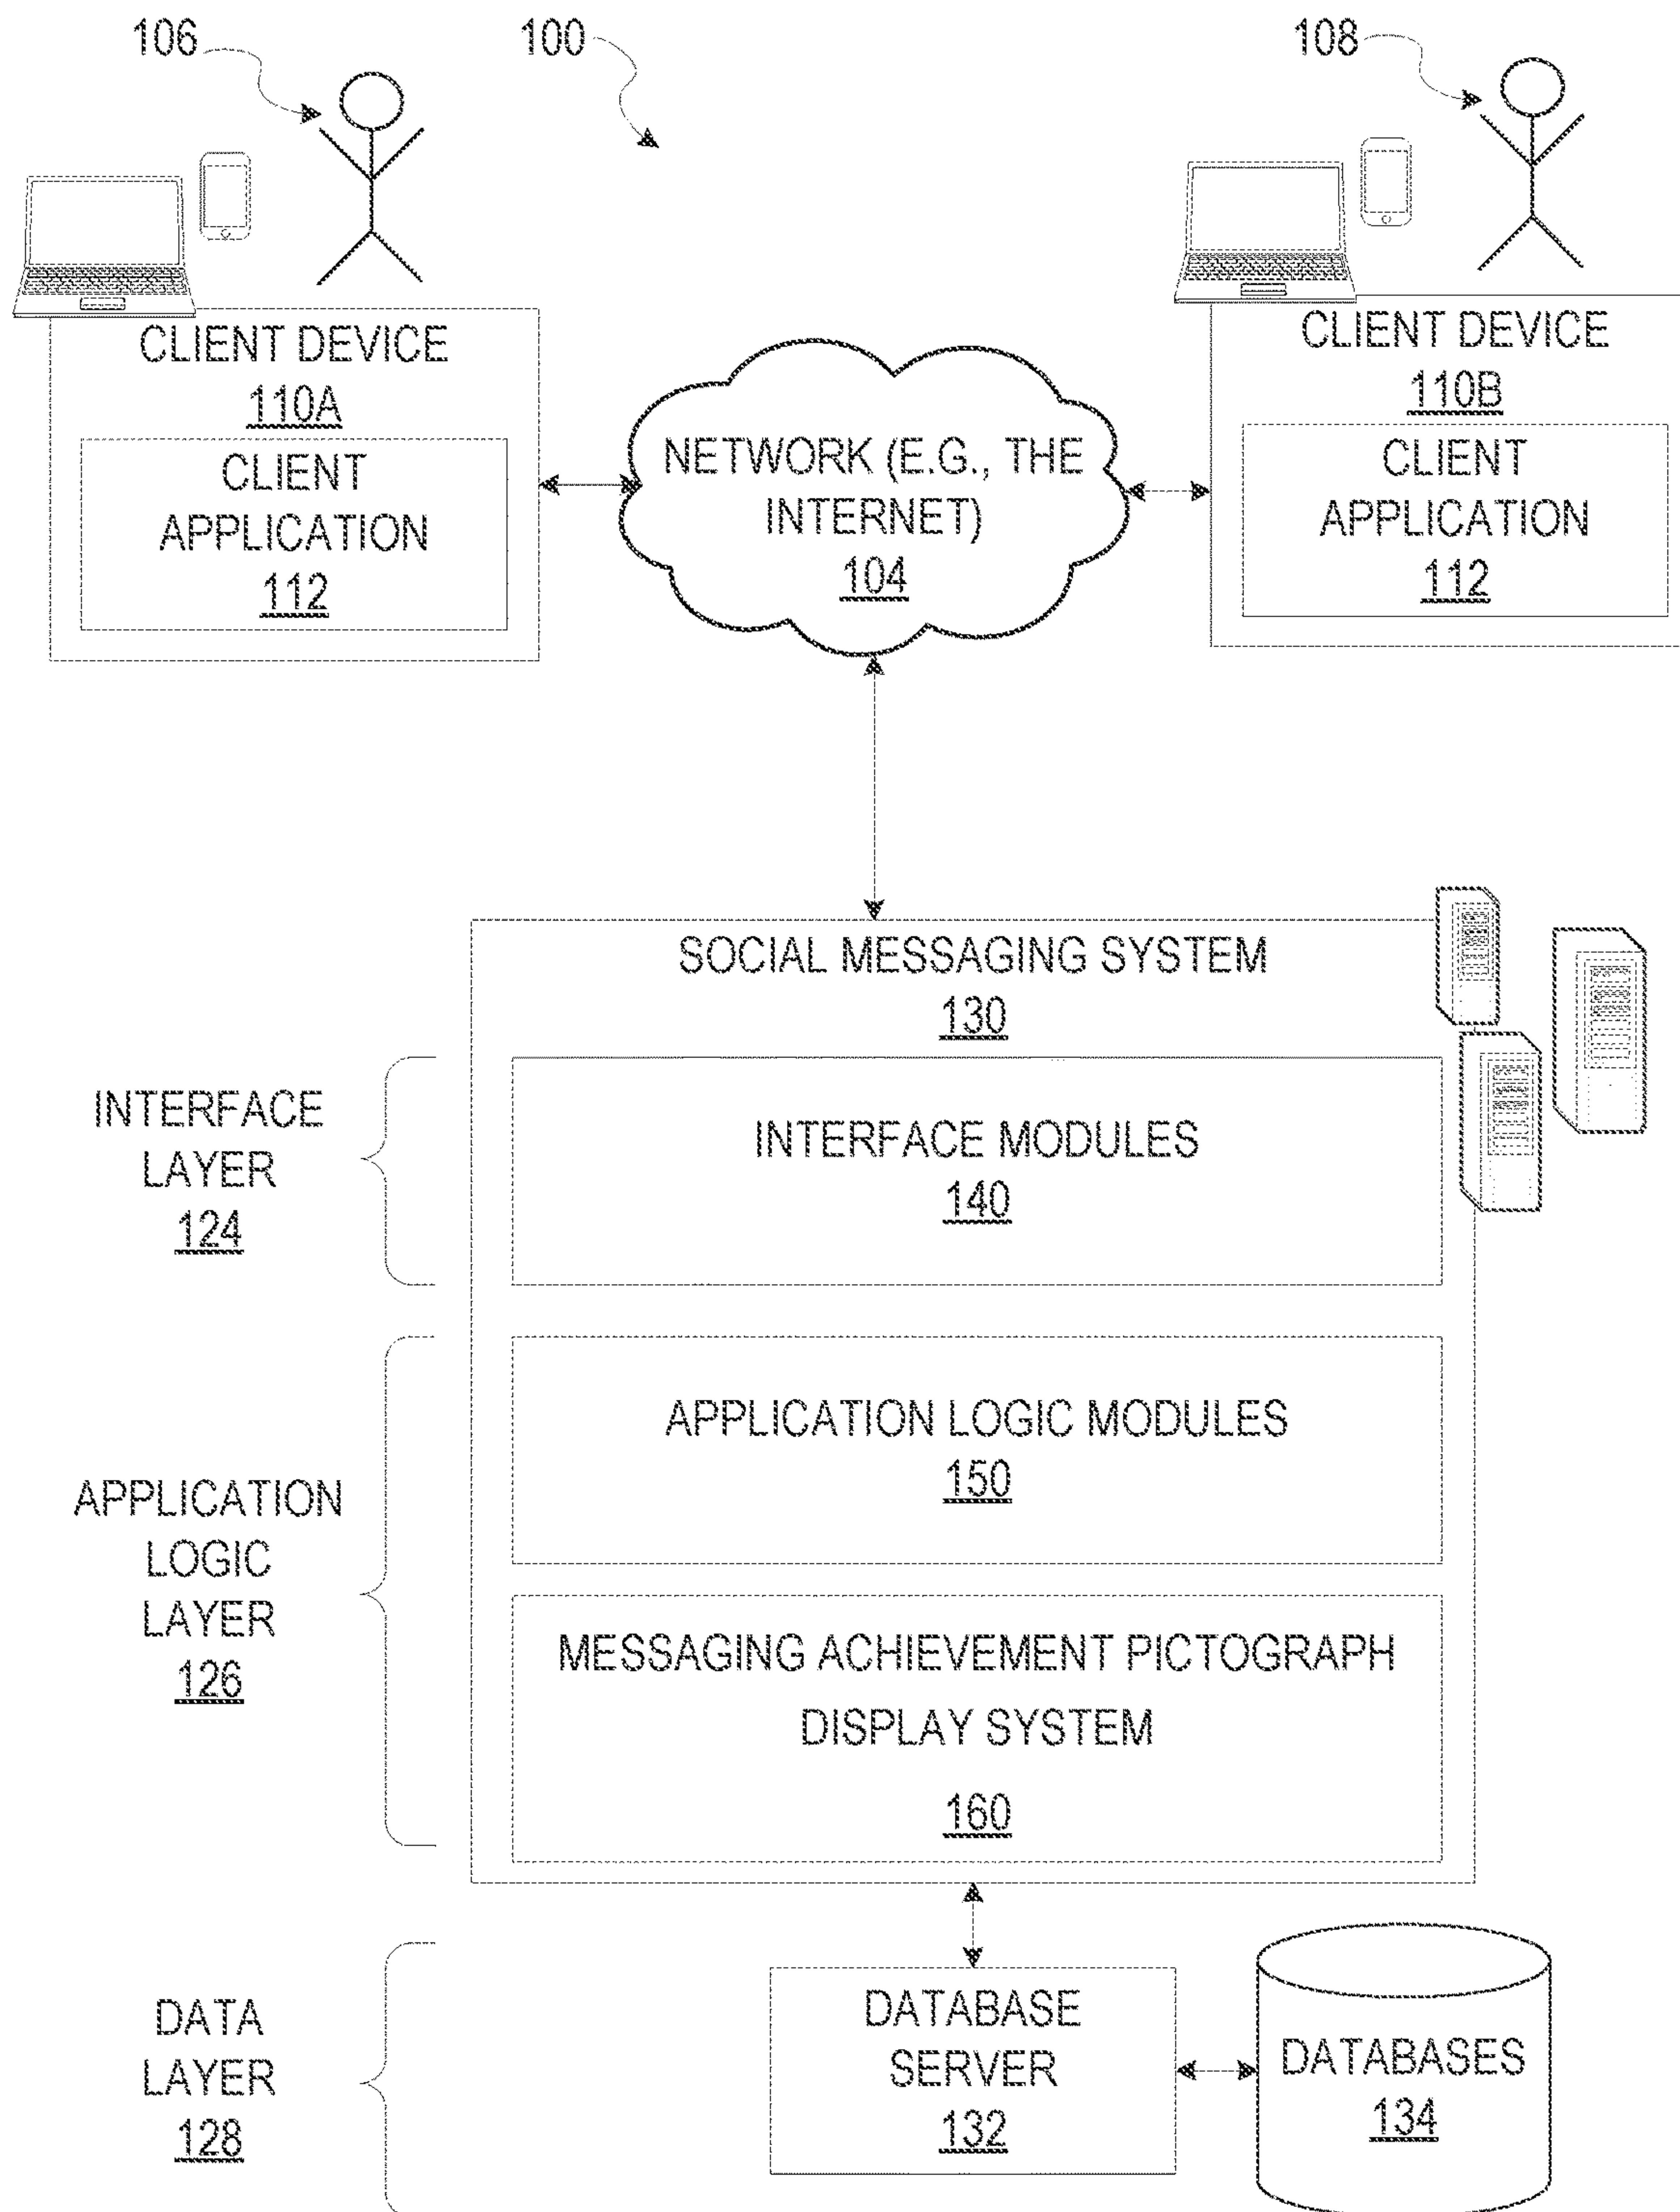 106
100
108
CLIENT DEVICE
110A
CLIENT
APPLICATION
112
NETWORK (E.G., THE
INTERNET)
104
CLIENT DEVICE
110B
CLIENT
APPLICATION
112
SOCIAL MESSAGING SYSTEM
130
INTERFACE
LAYER
124
INTERFACE MODULES
140
APPLICATION
LOGIC
LAYER
126
APPLICATION LOGIC MODULES
150
MESSAGING ACHIEVEMENT PICTOGRAPH
DISPLAY SYSTEM
160
DATA
LAYER
128
DATABASE
SERVER
132
DATABASES
134